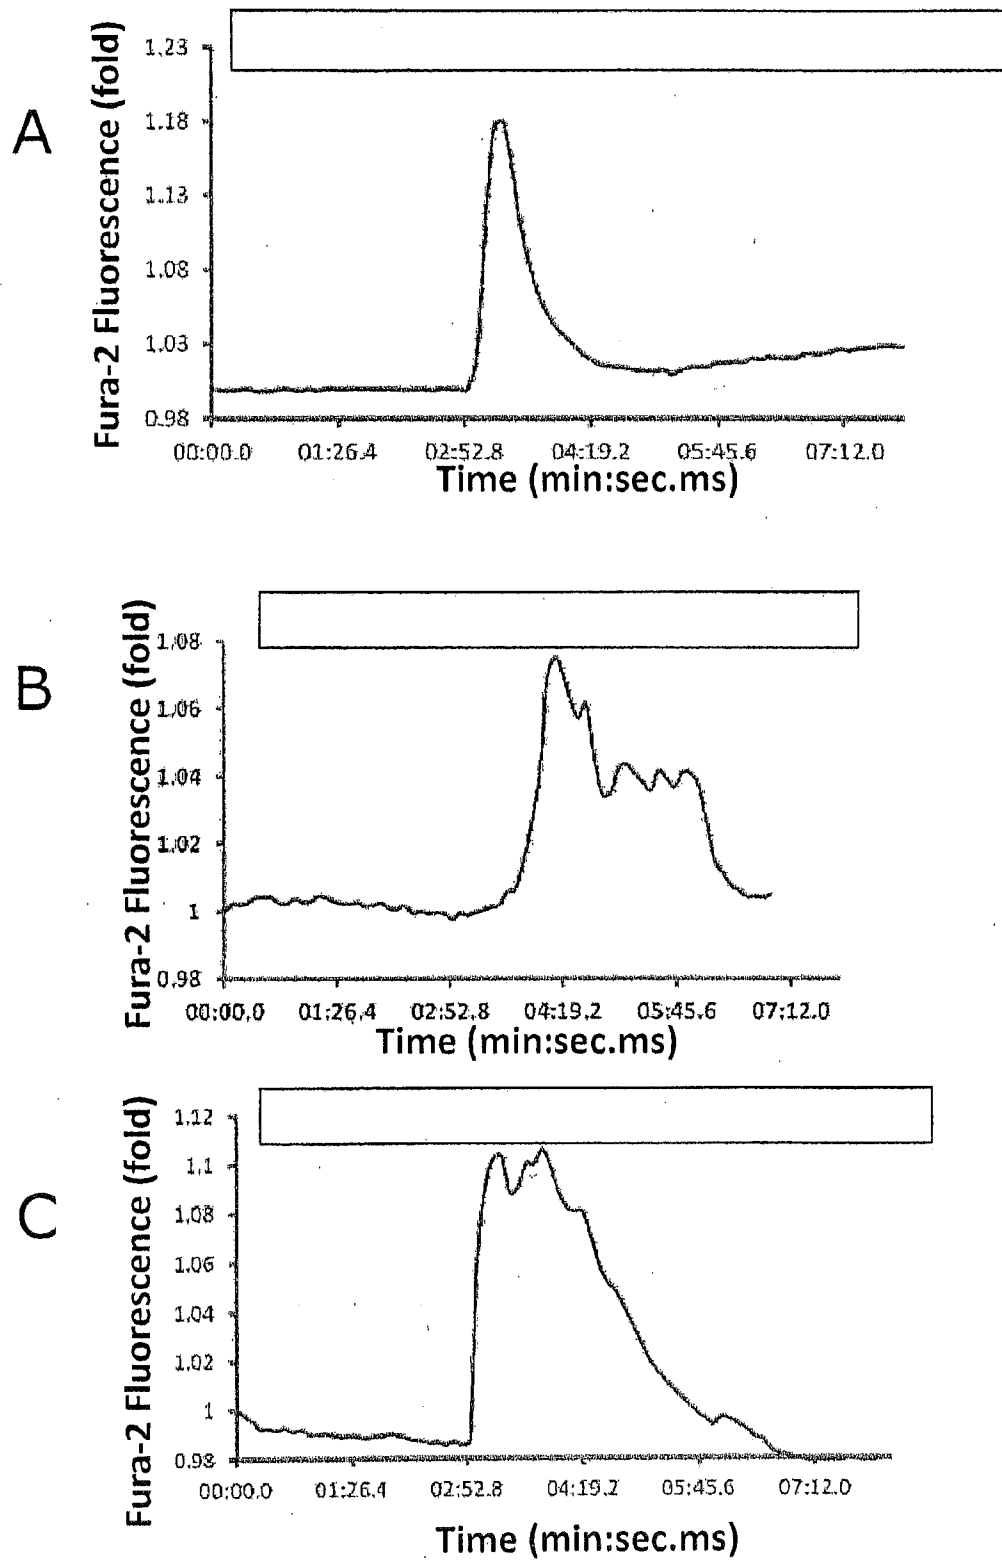 A
Fura-2 Fluorescence (fold)
1.23
1.18
1.13
1.08
1.03
0.98
00:00.0 01:26.4 02:52.8 04:19.2 05:45.6 07:12.0
Time (min:sec.ms)
B
Fura-2 Fluorescence (fold)
1.08
1.06
1.04
1.02
1
0.98
00:00.0 01:26.4 02:52.8 04:19.2 05:45.6 07:12.0
Time (min:sec.ms)
C
Fura-2 Fluorescence (fold)
1.12
1.1
1.08
1.06
1.04
1.02
1
0.98
00:00.0 01:26.4 02:52.8 04:19.2 05:45.6 07:12.0
Time (min:sec.ms)